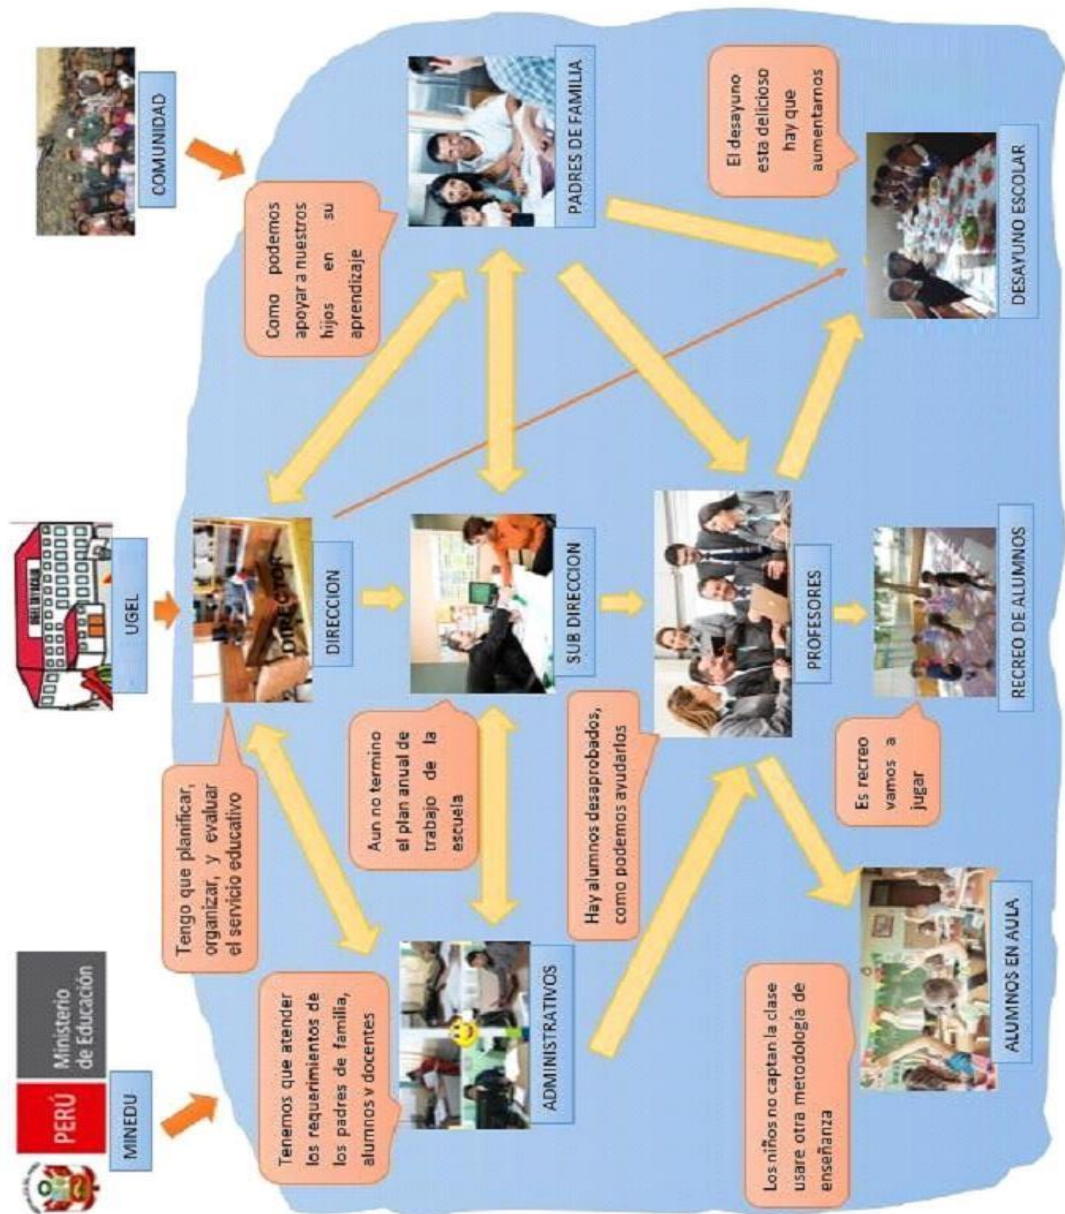 PERÚ
Ministerio
de Educación
MINEDU
UGEL
COMUNIDAD
Tengo que planificar,
organizar, y evaluar
el servicio educativo
DIRECTOR
DIRECCION
Como podemos
apoyar a nuestros
hijos en su
aprendizaje
PADRES DE FAMILIA
Tenemos que atender
los requerimientos de
los padres de familia,
alumnos y docentes
ADMINISTRATIVOS
Aun no termino
el plan anual de
trabajo de la
escuela
SUB DIRECCION
Hay alumnos desaprobados,
como podemos ayudarlos
PROFESORES
El desayuno
esta delicioso
hay que
aumentarnos
DESAYUNO ESCOLAR
Los niños no captan la clase
usare otra metodología de
enseñanza
ALUMNOS EN AULA
Es recreo
vamos a
jugar
RECREO DE ALUMNOS